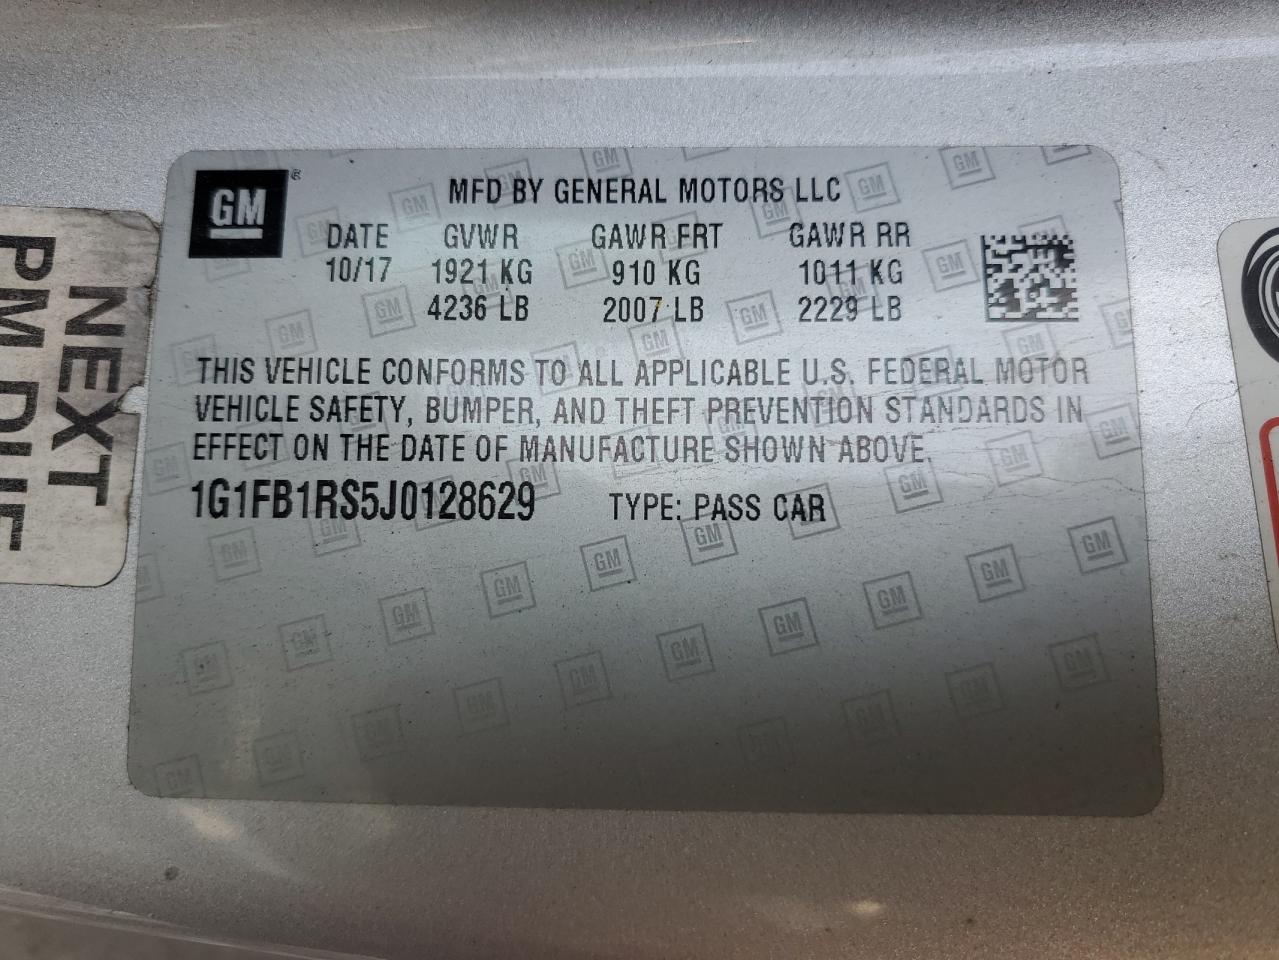 GM ®
MFD BY GENERAL MOTORS LLC
DATE GVWR GAWR FRT GAWR RR
10/17 1921 KG 910 KG 1011 KG
4236 LB 2007 LB 2229 LB
THIS VEHICLE CONFORMS TO ALL APPLICABLE U.S. FEDERAL MOTOR
VEHICLE SAFETY, BUMPER, AND THEFT PREVENTION STANDARDS IN
EFFECT ON THE DATE OF MANUFACTURE SHOWN ABOVE.
1G1FB1RS5J0128629 TYPE: PASS CAR
NEXT
PM DUE